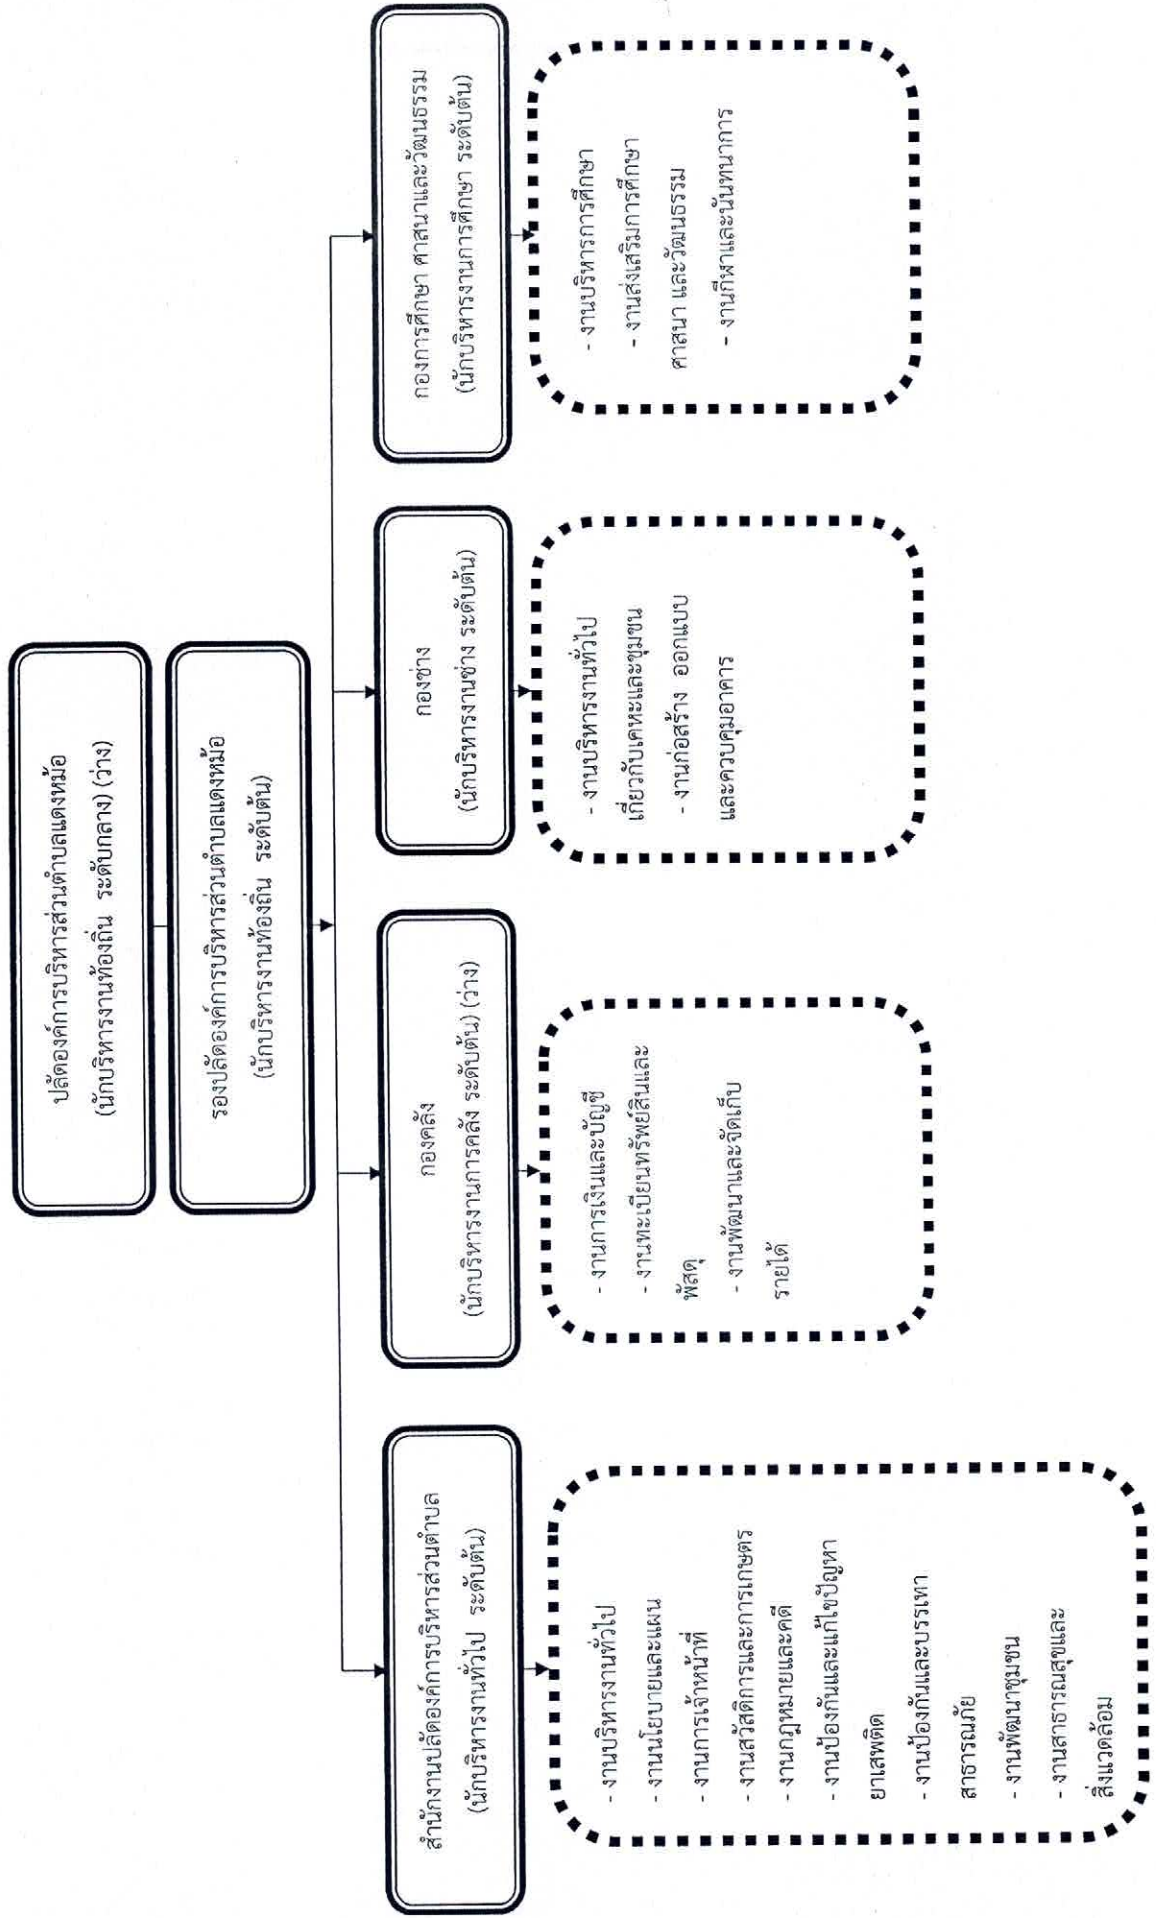 ปลัดองค์การบริหารส่วนตำบลแดงหม้อ
(นักบริหารงานท้องถิ่น ระดับกลาง) (ว่าง)
รองปลัดองค์การบริหารส่วนตำบลแดงหม้อ
(นักบริหารงานท้องถิ่น ระดับต้น)
สำนักงานปลัดองค์การบริหารส่วนตำบล
(นักบริหารงานทั่วไป ระดับต้น)
- งานบริหารงานทั่วไป
- งานนโยบายและแผน
- งานการเจ้าหน้าที่
- งานสวัสดิการและการเกษตร
- งานกฎหมายและคดี
- งานป้องกันและแก้ไขปัญหา
ยาเสพติด
- งานป้องกันและบรรเทา
สาธารณภัย
- งานพัฒนาชุมชน
- งานสาธารณสุขและ
สิ่งแวดล้อม
กองคลัง
(นักบริหารงานการคลัง ระดับต้น) (ว่าง)
- งานการเงินและบัญชี
- งานทะเบียนทรัพย์สินและ
พัสดุ
- งานพัฒนาและจัดเก็บ
รายได้
กองช่าง
(นักบริหารงานช่าง ระดับต้น)
- งานบริหารงานทั่วไป
เกี่ยวกับเคหะและชุมชน
- งานก่อสร้าง ออกแบบ
และควบคุมอาคาร
กองการศึกษา ศาสนาและวัฒนธรรม
(นักบริหารงานการศึกษา ระดับต้น)
- งานบริหารการศึกษา
- งานส่งเสริมการศึกษา
ศาสนา และวัฒนธรรม
- งานกีฬาและนันทนาการ